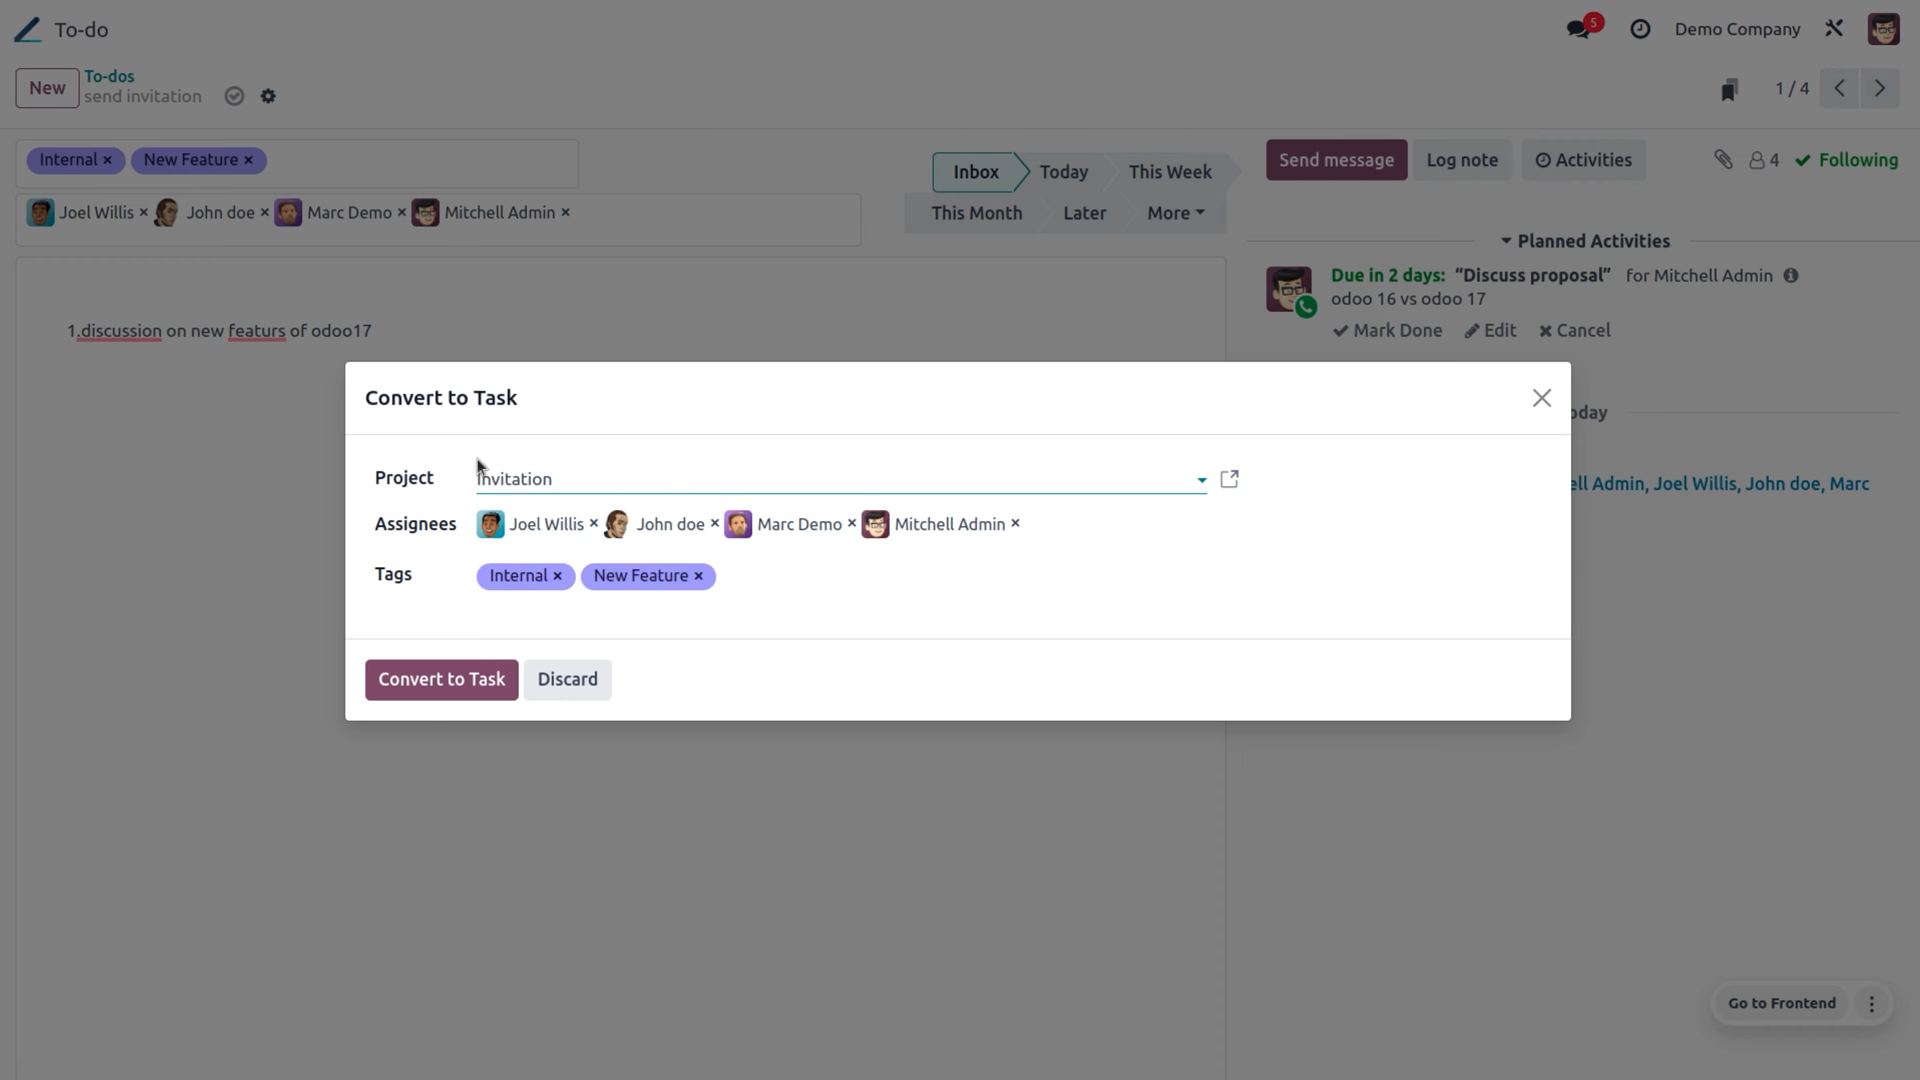 To-do
5
Demo Company
New
To-dos
send invitation
1 / 4
Internal ×
New Feature ×
Joel Willis ×
John doe ×
Marc Demo ×
Mitchell Admin ×
Inbox
Today
This Week
This Month
Later
More
Send message
Log note
Activities
4
Following
Planned Activities
Due in 2 days: “Discuss proposal” for Mitchell Admin
odoo 16 vs odoo 17
Mark Done
Edit
Cancel
1.discussion on new featurs of odoo17
oday
ell Admin, Joel Willis, John doe, Marc
Convert to Task
Project
Invitation
Assignees
Joel Willis ×
John doe ×
Marc Demo ×
Mitchell Admin ×
Tags
Internal ×
New Feature ×
Convert to Task
Discard
Go to Frontend